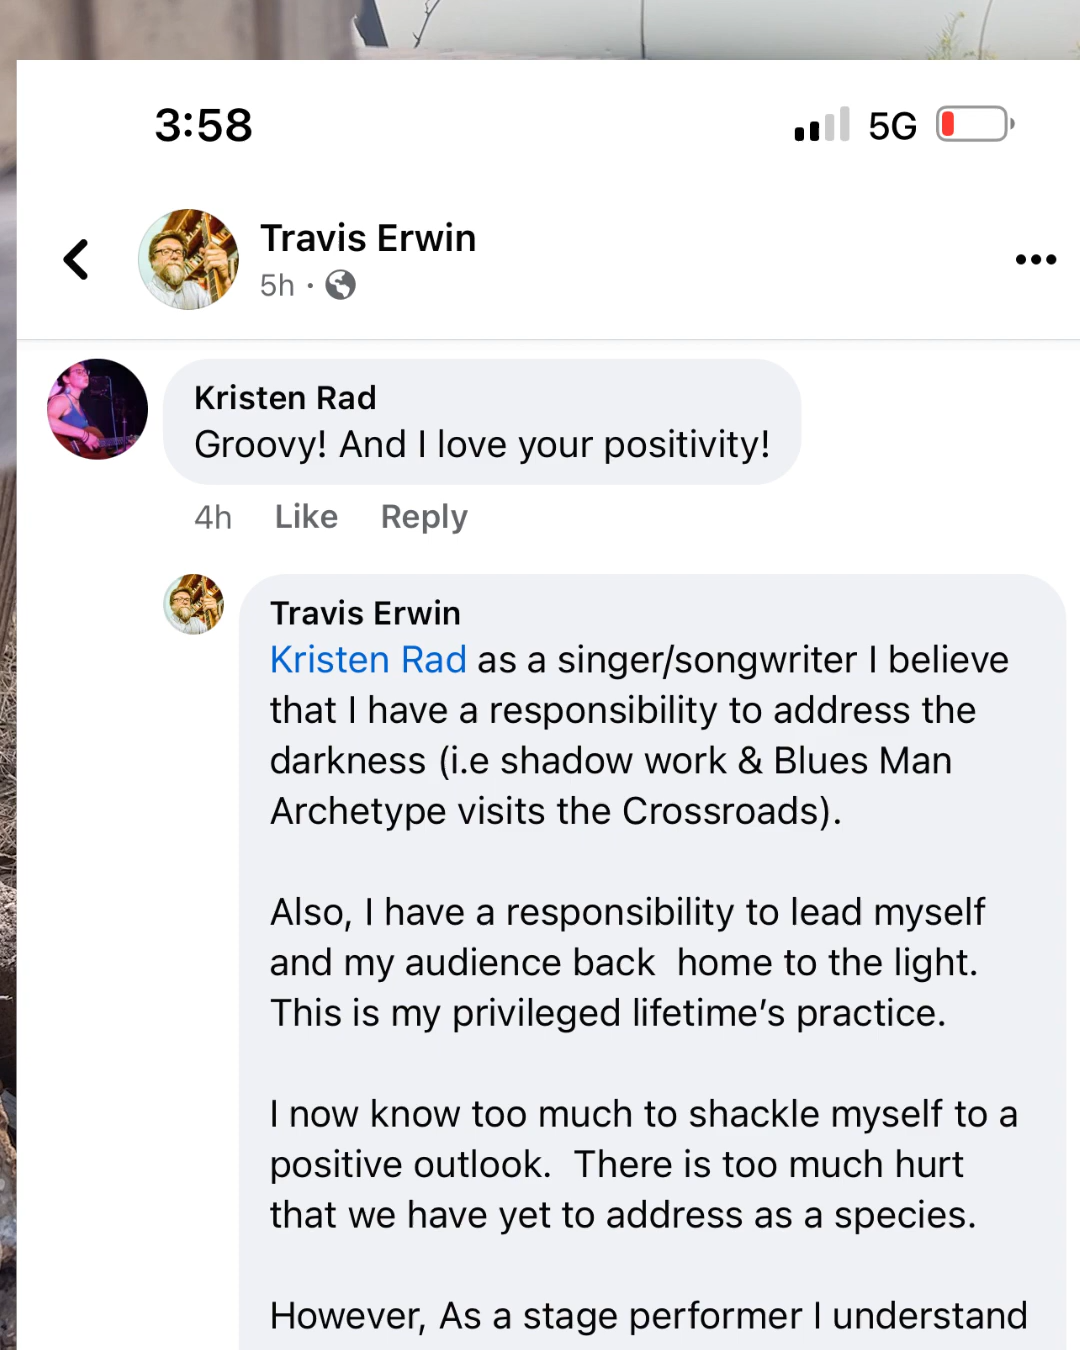 3:58
5G
Travis Erwin
5h ·
Kristen Rad
Groovy! And I love your positivity!
4h Like Reply
Travis Erwin
Kristen Rad as a singer/songwriter I believe
that I have a responsibility to address the
darkness (i.e shadow work & Blues Man
Archetype visits the Crossroads).
Also, I have a responsibility to lead myself
and my audience back  home to the light.
This is my privileged lifetime’s practice.
I now know too much to shackle myself to a
positive outlook.  There is too much hurt
that we have yet to address as a species.
However, As a stage performer I understand